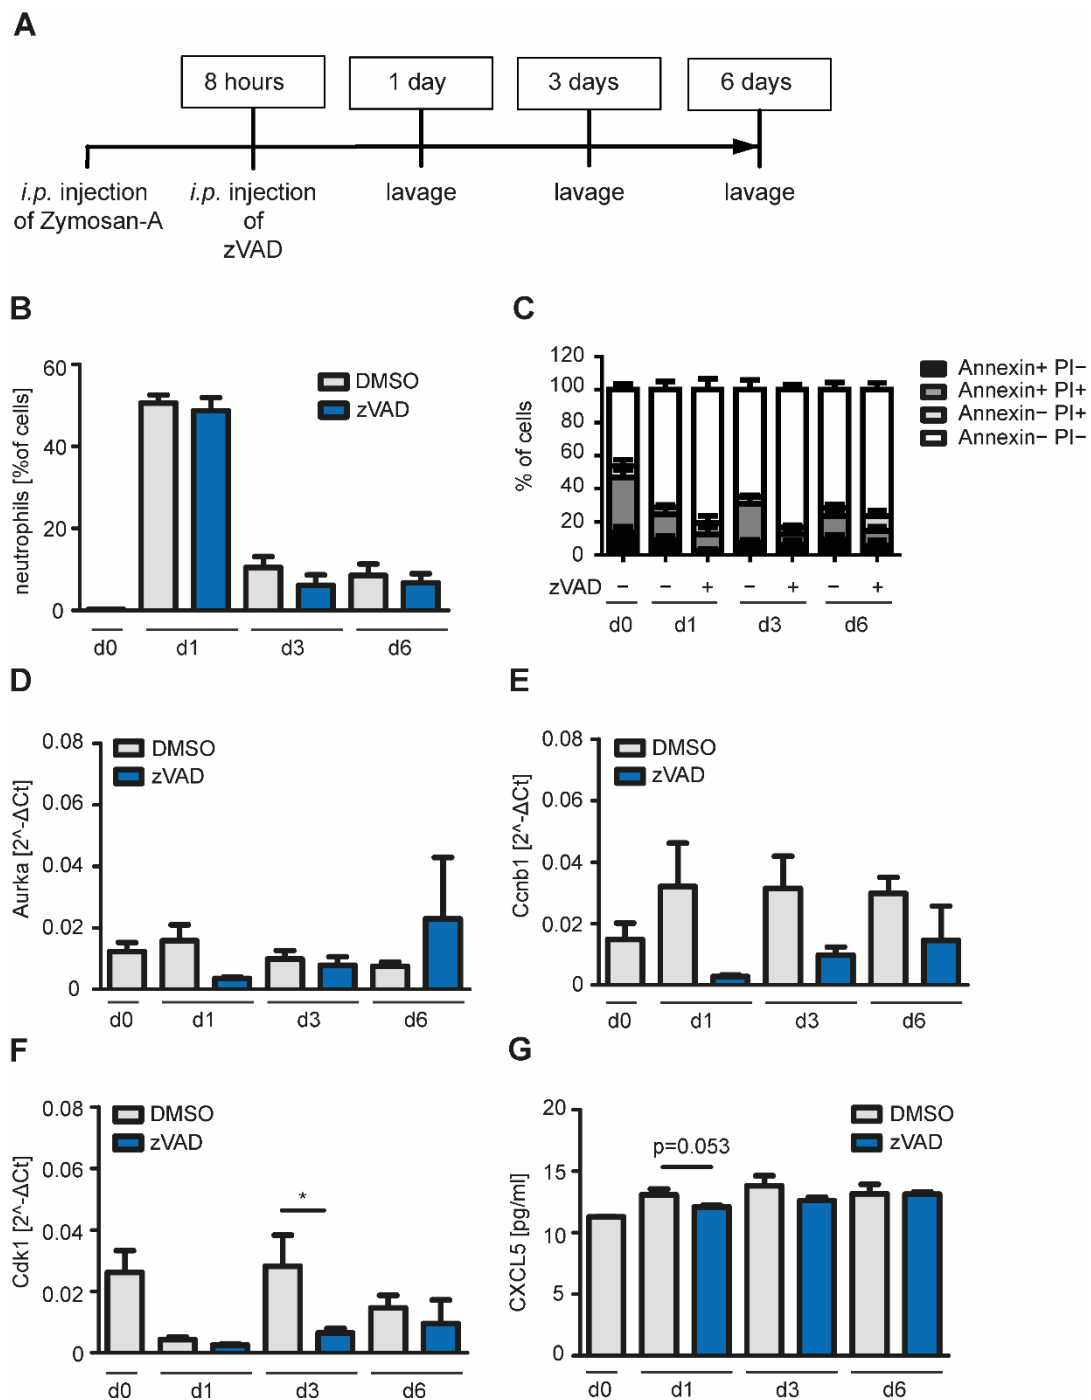 A
8 hours
1 day
3 days
6 days
i.p. injection
of Zymosan-A
i.p. injection
of
zVAD
lavage
lavage
lavage
B
neutrophils [%of cells]
60
40
20
0
DMSO
zVAD
d0
d1
d3
d6
C
% of cells
120
100
80
60
40
20
0
Annexin+ PI−
Annexin+ PI+
Annexin− PI+
Annexin− PI−
zVAD − − + − + − +
d0
d1
d3
d6
D
Aurka [2^-ΔCt]
0.08
0.06
0.04
0.02
0
DMSO
zVAD
d0
d1
d3
d6
E
Ccnb1 [2^-ΔCt]
0.08
0.06
0.04
0.02
0
DMSO
zVAD
d0
d1
d3
d6
F
Cdk1 [2^-ΔCt]
0.08
0.06
0.04
0.02
0
DMSO
zVAD
*
d0
d1
d3
d6
G
CXCL5 [pg/ml]
20
15
10
5
0
DMSO
zVAD
p=0.053
d0
d1
d3
d6